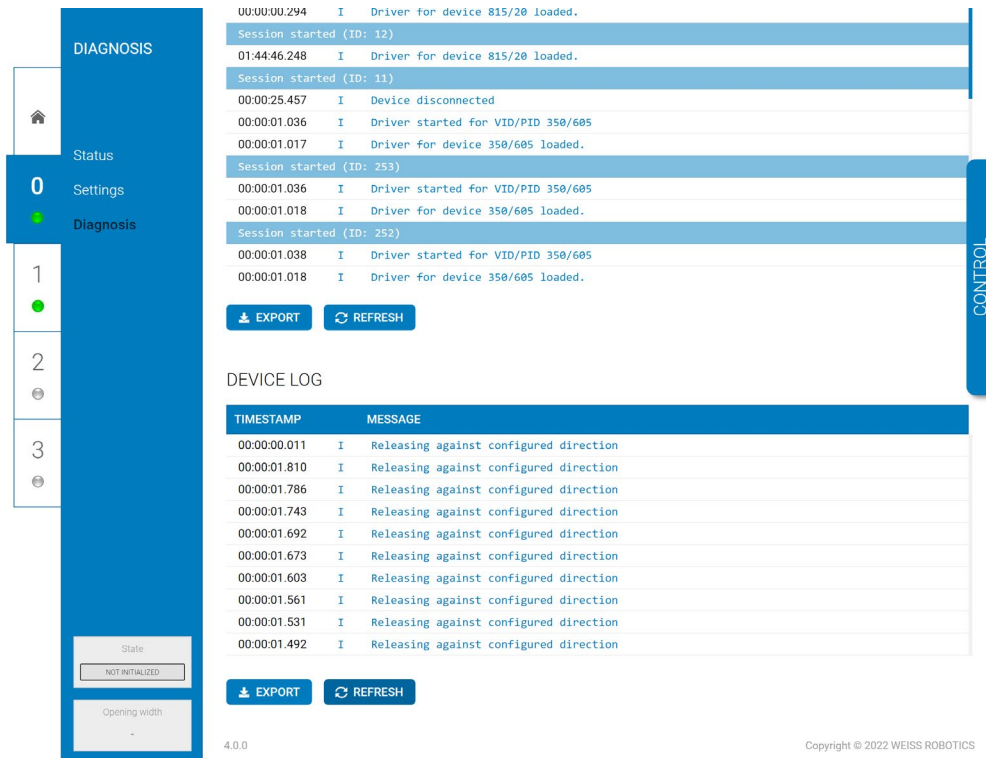 DIAGNOSIS
Status
0
Settings
Diagnosis
1
2
3
State
NOT INITIALIZED
Opening width
-
00:00:00.294 I Driver for device 815/20 loaded.
Session started (ID: 12)
01:44:46.248 I Driver for device 815/20 loaded.
Session started (ID: 11)
00:00:25.457 I Device disconnected
00:00:01.036 I Driver started for VID/PID 350/605
00:00:01.017 I Driver for device 350/605 loaded.
Session started (ID: 253)
00:00:01.036 I Driver started for VID/PID 350/605
00:00:01.018 I Driver for device 350/605 loaded.
Session started (ID: 252)
00:00:01.038 I Driver started for VID/PID 350/605
00:00:01.018 I Driver for device 350/605 loaded.
EXPORT REFRESH
DEVICE LOG
TIMESTAMP MESSAGE
00:00:00.011 I Releasing against configured direction
00:00:01.810 I Releasing against configured direction
00:00:01.786 I Releasing against configured direction
00:00:01.743 I Releasing against configured direction
00:00:01.692 I Releasing against configured direction
00:00:01.673 I Releasing against configured direction
00:00:01.603 I Releasing against configured direction
00:00:01.561 I Releasing against configured direction
00:00:01.531 I Releasing against configured direction
00:00:01.492 I Releasing against configured direction
EXPORT REFRESH
4.0.0 Copyright © 2022 WEISS ROBOTICS
CONTROL